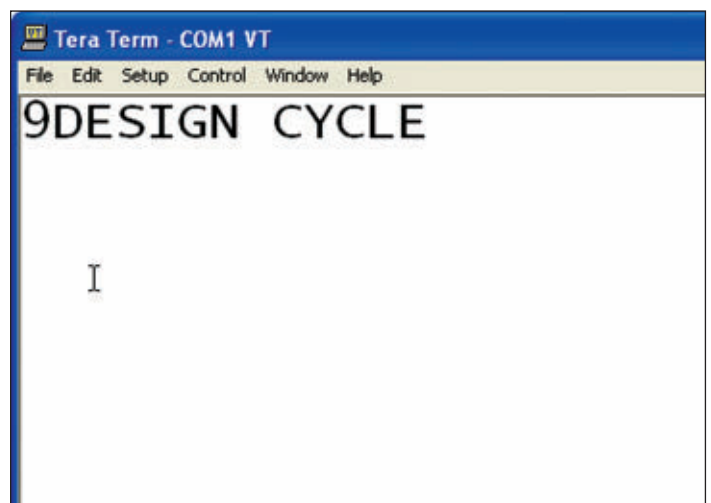 Tera Term - COM1 VT
File Edit Setup Control Window Help
9DESIGN CYCLE